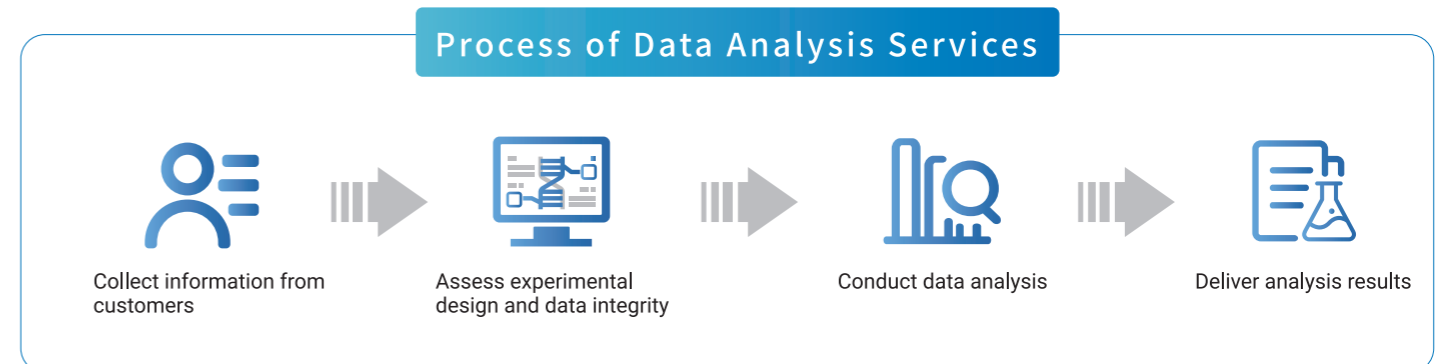 Process of Data Analysis Services
Collect information from
customers
Assess experimental
design and data integrity
Conduct data analysis
Deliver analysis results